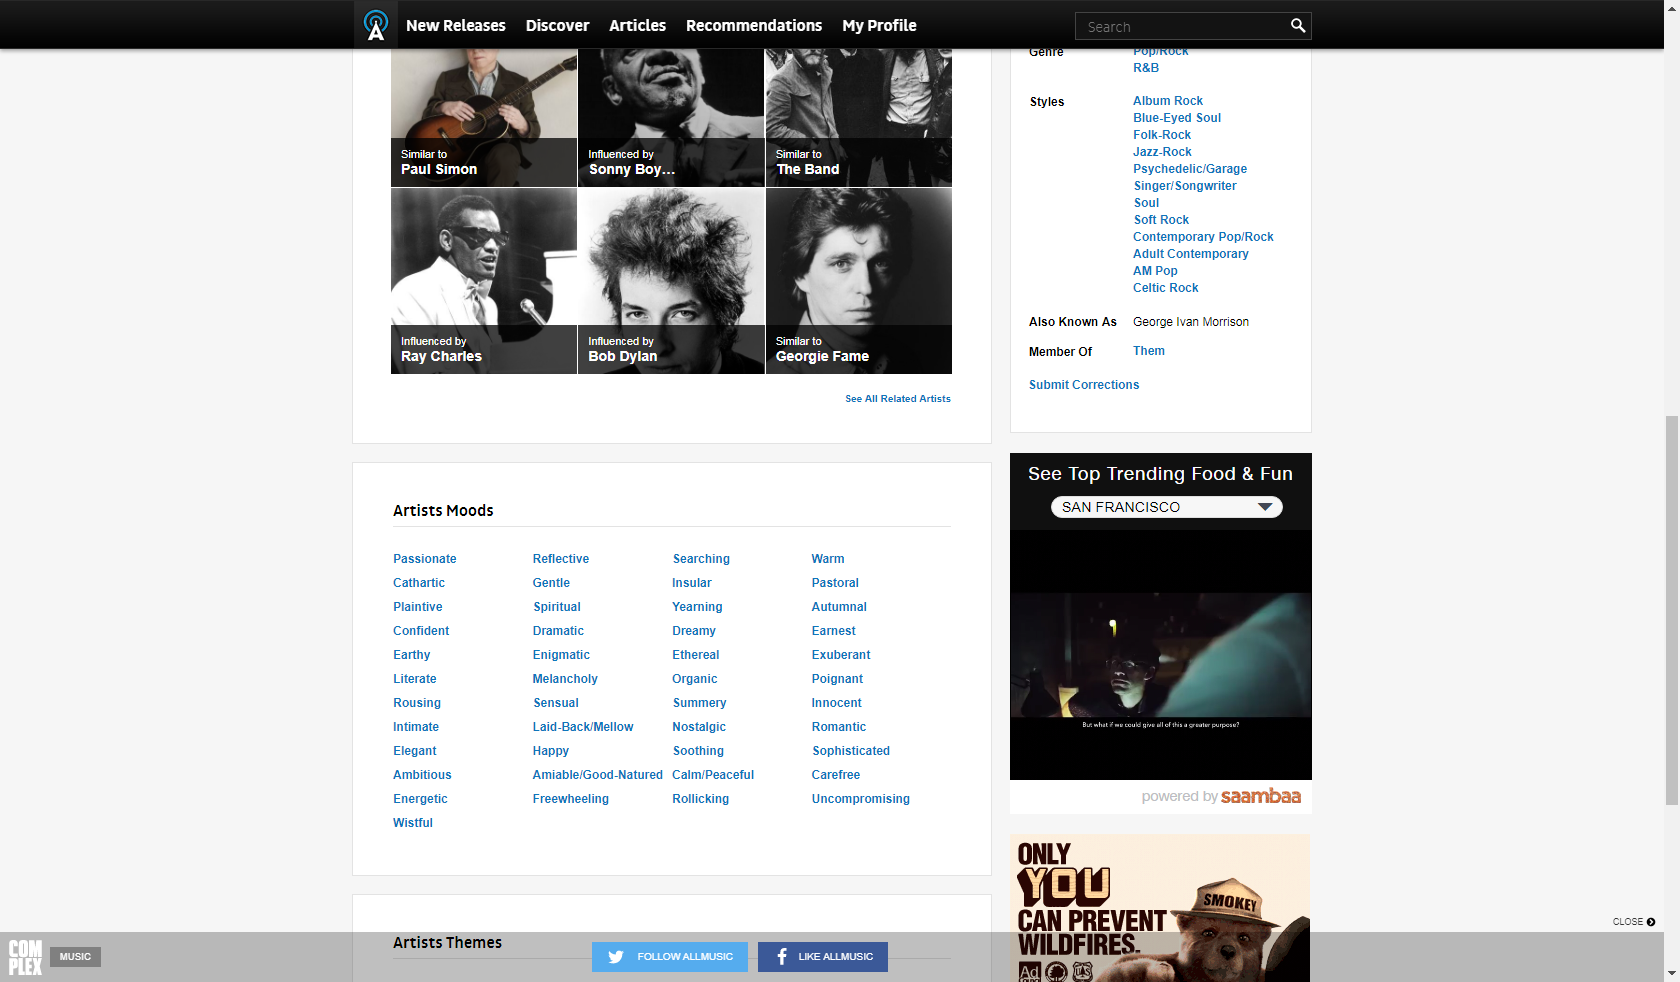 New Releases Discover Articles Recommendations My Profile
Search
Similar to
Paul Simon
Influenced by
Sonny Boy...
Similar to
The Band
Influenced by
Ray Charles
Influenced by
Bob Dylan
Similar to
Georgie Fame
See All Related Artists
Genre
Pop/Rock
R&B
Styles
Album Rock
Blue-Eyed Soul
Folk-Rock
Jazz-Rock
Psychedelic/Garage
Singer/Songwriter
Soul
Soft Rock
Contemporary Pop/Rock
Adult Contemporary
AM Pop
Celtic Rock
Also Known As George Ivan Morrison
Member Of Them
Submit Corrections
Artists Moods
Passionate Reflective Searching Warm
Cathartic Gentle Insular Pastoral
Plaintive Spiritual Yearning Autumnal
Confident Dramatic Dreamy Earnest
Earthy Enigmatic Ethereal Exuberant
Literate Melancholy Organic Poignant
Rousing Sensual Summery Innocent
Intimate Laid-Back/Mellow Nostalgic Romantic
Elegant Happy Soothing Sophisticated
Ambitious Amiable/Good-Natured Calm/Peaceful Carefree
Energetic Freewheeling Rollicking Uncompromising
Wistful
See Top Trending Food & Fun
SAN FRANCISCO
But what if we could give all of this a greater purpose?
powered by saambaa
ONLY
YOU
CAN PREVENT
WILDFIRES.
SMOKEY
Ad
CLOSE
Artists Themes
COMPLEX
MUSIC
FOLLOW ALLMUSIC
LIKE ALLMUSIC